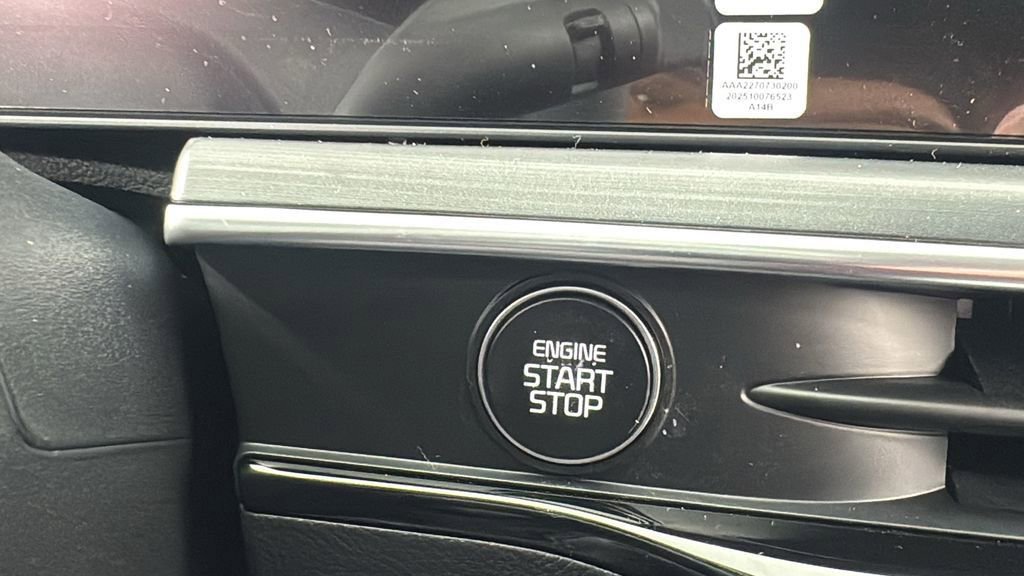 AAA2270730200
202510076523
A14B
ENGINE
START
STOP